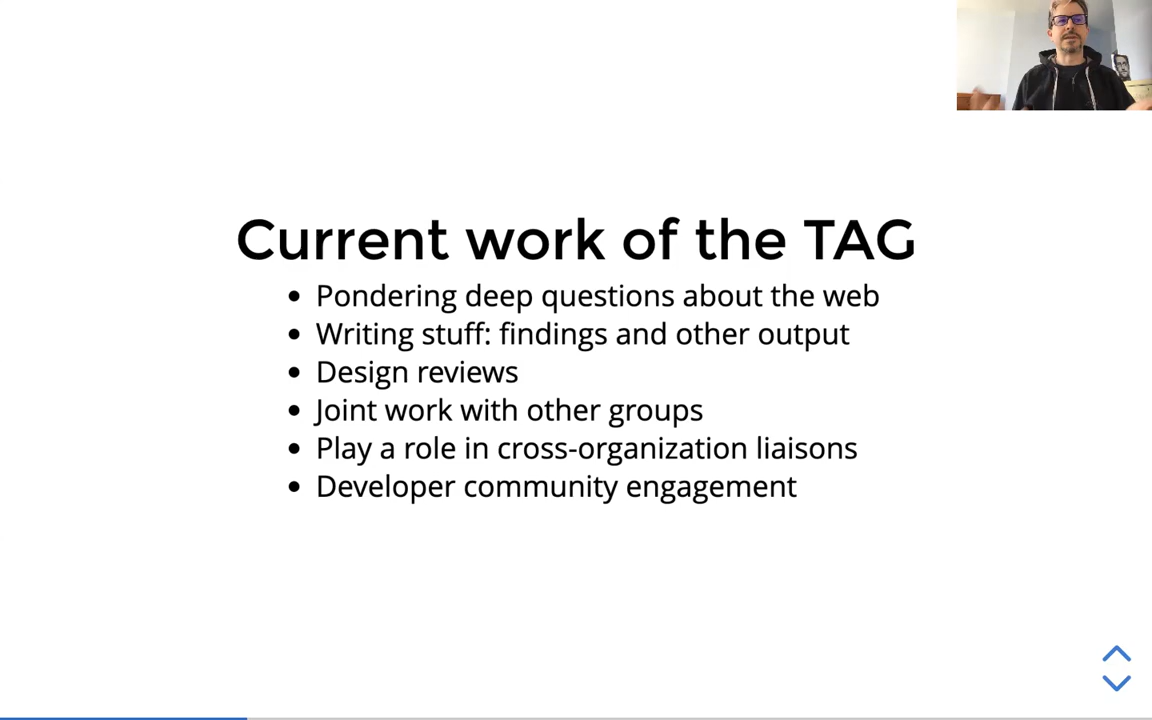 Current work of the TAG
Pondering deep questions about the web
Writing stuff: findings and other output
Design reviews
Joint work with other groups
Play a role in cross-organization liaisons
Developer community engagement